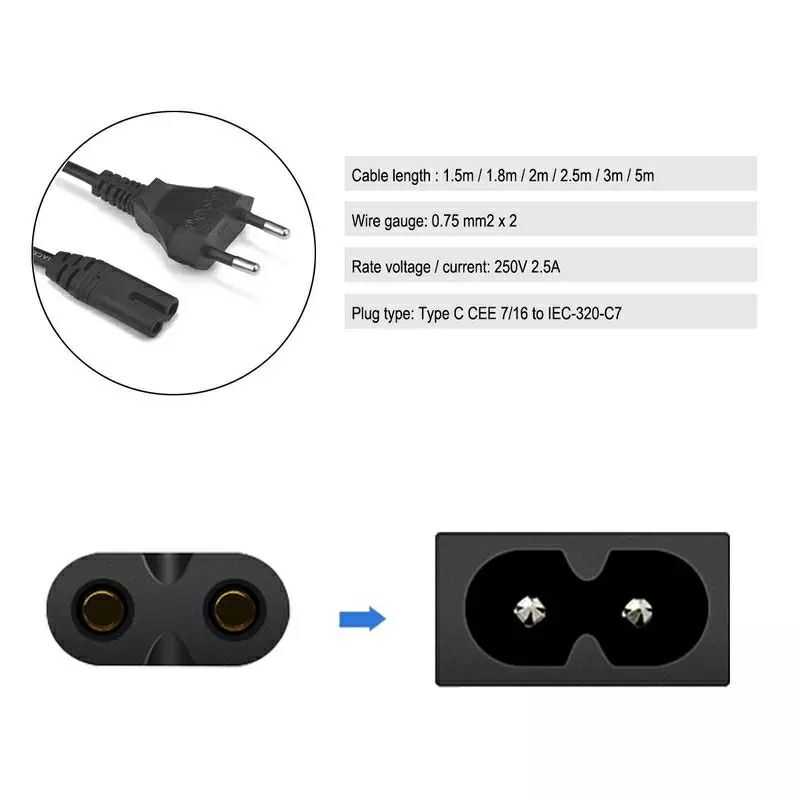 Cable length : 1.5m / 1.8m / 2m / 2.5m / 3m / 5m
Wire gauge: 0.75 mm2 x 2
Rate voltage / current: 250V 2.5A
Plug type: Type C CEE 7/16 to IEC-320-C7